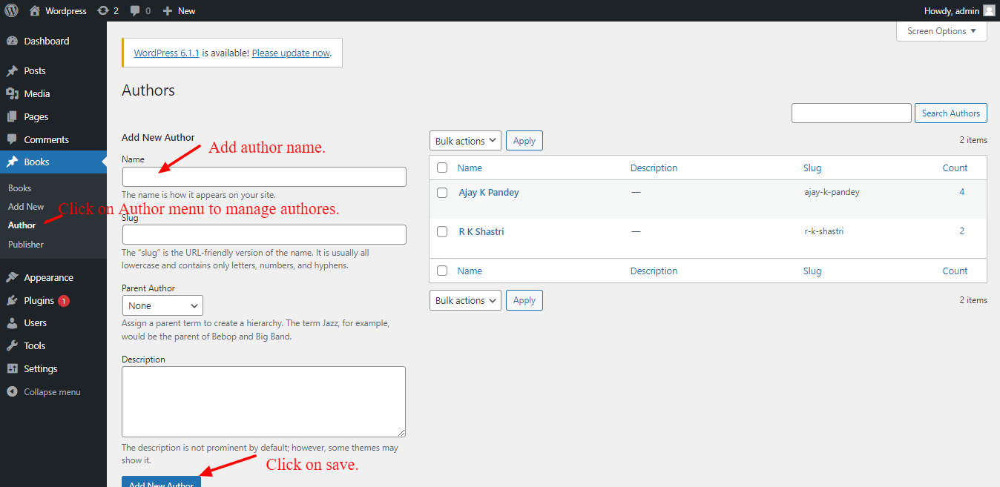 Wordpress 2 0 New Howdy, admin
Dashboard
Posts
Media
Pages
Comments
Books
Books
Add New
Author
Publisher
Appearance
Plugins 1
Users
Tools
Settings
Collapse menu
Screen Options ▼
WordPress 6.1.1 is available! Please update now.
Authors
Search Authors
Add New Author
Add author name.
Name
The name is how it appears on your site.
Click on Author menu to manage authores.
Slug
The “slug” is the URL-friendly version of the name. It is usually all
lowercase and contains only letters, numbers, and hyphens.
Parent Author
None
Assign a parent term to create a hierarchy. The term Jazz, for example,
would be the parent of Bebop and Big Band.
Description
The description is not prominent by default; however, some themes may
show it.
Click on save.
Add New Author
Bulk actions Apply 2 items
Name Description Slug Count
Ajay K Pandey — ajay-k-pandey 4
R K Shastri — r-k-shastri 2
Name Description Slug Count
Bulk actions Apply 2 items